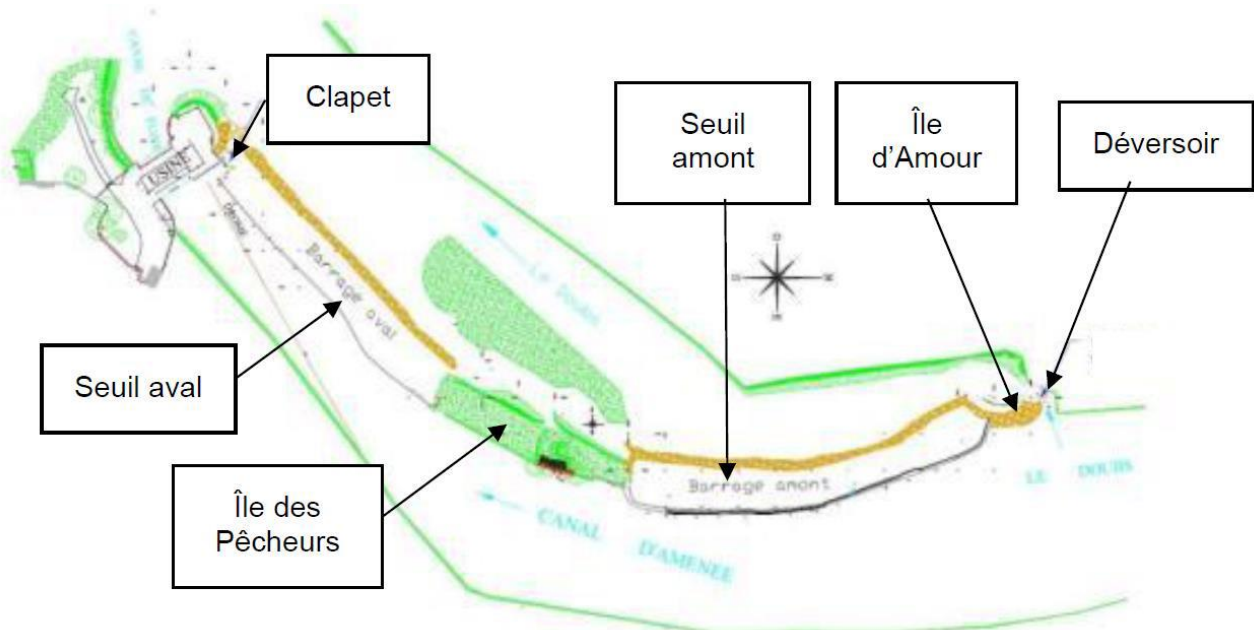 Clapet
Seuil
amont
Île
d'Amour
Déversoir
USINE
Barrage aval
Le Doubs
Seuil aval
Barrage amont
LE DOUBS
Île des
Pêcheurs
CANAL D'AMENEE